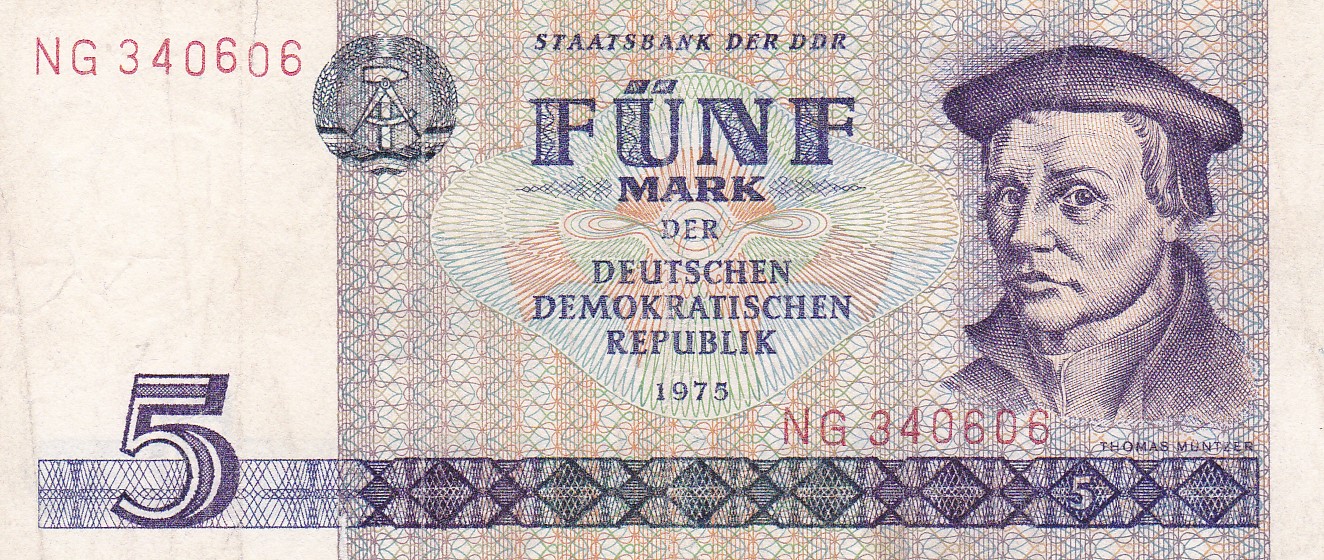 NG 340606
STAATSBANK DER DDR
FÜNF
MARK
DER
DEUTSCHEN
DEMOKRATISCHEN
REPUBLIK
1975
NG 340606
THOMAS MÜNTZER
5
5